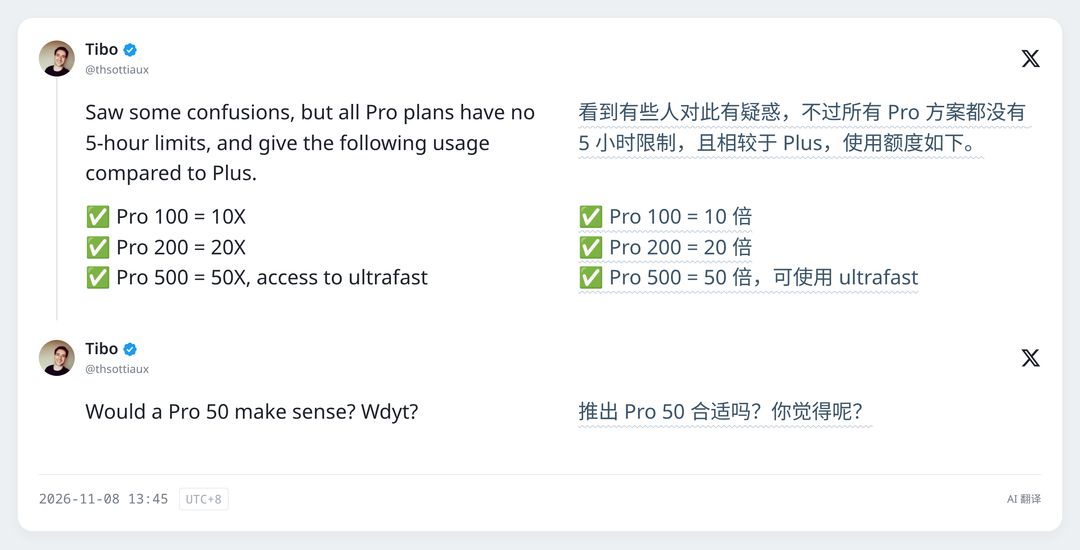 Tibo
@thsottiaux
Saw some confusions, but all Pro plans have no
5-hour limits, and give the following usage
compared to Plus.
✅ Pro 100 = 10X
✅ Pro 200 = 20X
✅ Pro 500 = 50X, access to ultrafast
看到有些人对此有疑惑，不过所有 Pro 方案都没有
5 小时限制，且相较于 Plus，使用额度如下。
✅ Pro 100 = 10 倍
✅ Pro 200 = 20 倍
✅ Pro 500 = 50 倍，可使用 ultrafast
Tibo
@thsottiaux
Would a Pro 50 make sense? Wdyt?
推出 Pro 50 合适吗？你觉得呢？
2026-11-08 13:45 UTC+8
AI 翻译